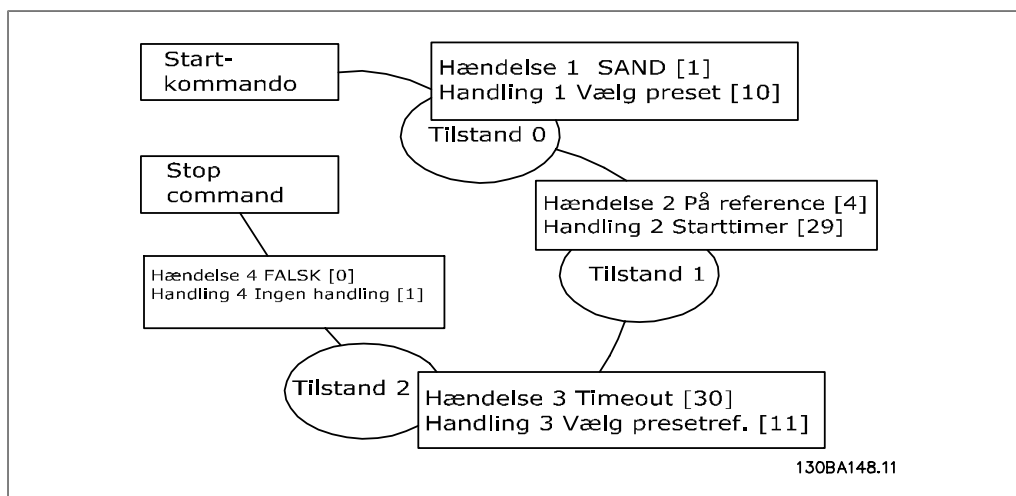 Start-
kommando
Hændelse 1 SAND [1]
Handling 1 Vælg preset [10]
Tilstand 0
Stop
command
Hændelse 2 På reference [4]
Handling 2 Starttimer [29]
Tilstand 1
Hændelse 4 FALSK [0]
Handling 4 Ingen handling [1]
Tilstand 2
Hændelse 3 Timeout [30]
Handling 3 Vælg presetref. [11]
130BA148.11